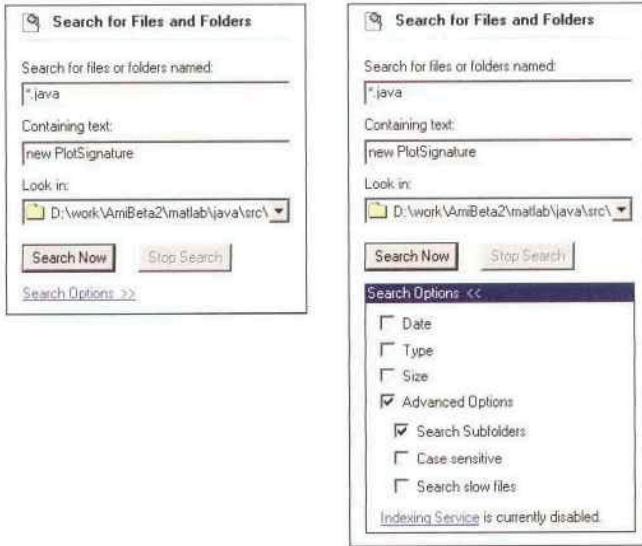 Search for Files and Folders
Search for files or folders named:
*.java
Containing text:
new PlotSignature
Look in:
D:\work\AmiBeta2\matlab\java\src\
Search Now
Stop Search
Search Options >>
Search for Files and Folders
Search for files or folders named:
*.java
Containing text:
new PlotSignature
Look in:
D:\work\AmiBeta2\matlab\java\src\
Search Now
Stop Search
Search Options <<
Date
Type
Size
Advanced Options
Search Subfolders
Case sensitive
Search slow files
Indexing Service is currently disabled.